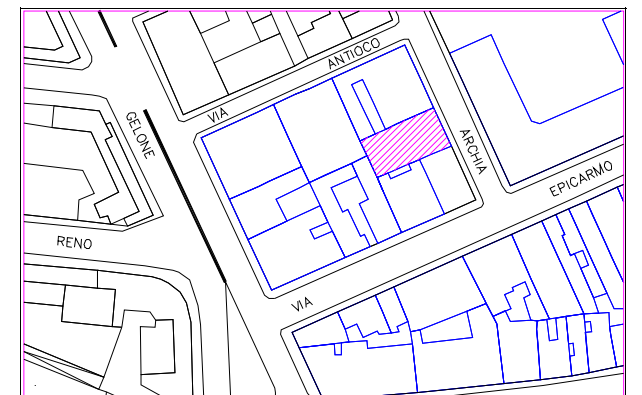 VIA ANTIOCO
GELONE
ARCHIA
EPICARMO
RENO
VIA